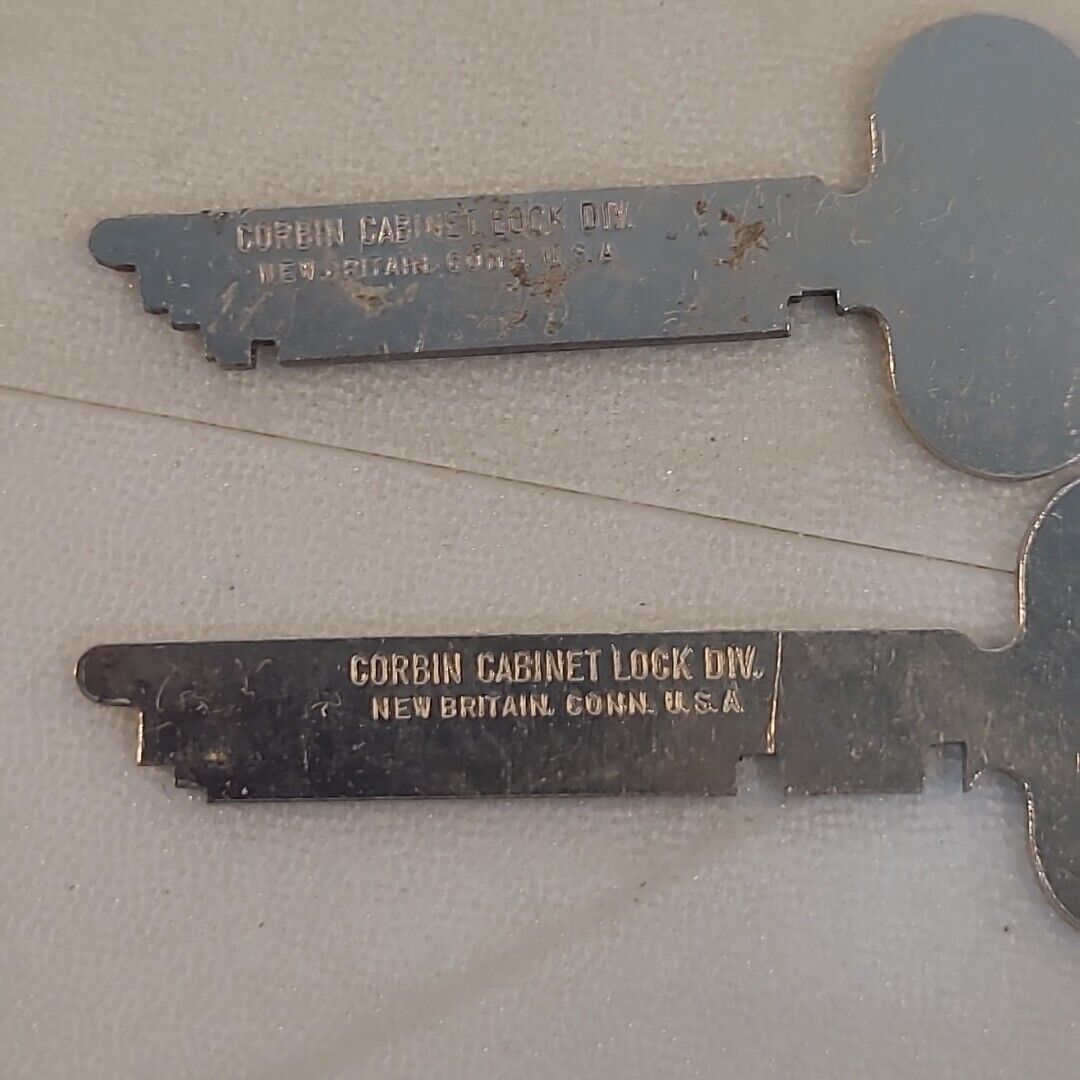 CORBIN CABINET LOCK DIV.
NEW BRITAIN. CONN. U.S.A
CORBIN CABINET LOCK DIV.
NEW BRITAIN. CONN. U.S.A